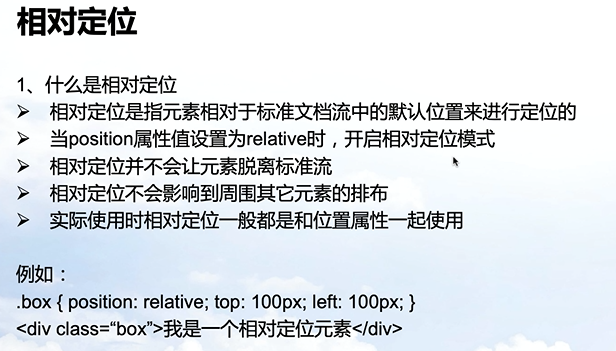 相对定位
1、什么是相对定位
➢ 相对定位是指元素相对于标准文档流中的默认位置来进行定位的
➢ 当position属性值设置为relative时，开启相对定位模式
➢ 相对定位并不会让元素脱离标准流
➢ 相对定位不会影响到周围其它元素的排布
➢ 实际使用时相对定位一般都是和位置属性一起使用
例如：
.box { position: relative; top: 100px; left: 100px; }
<div class=“box”>我是一个相对定位元素</div>